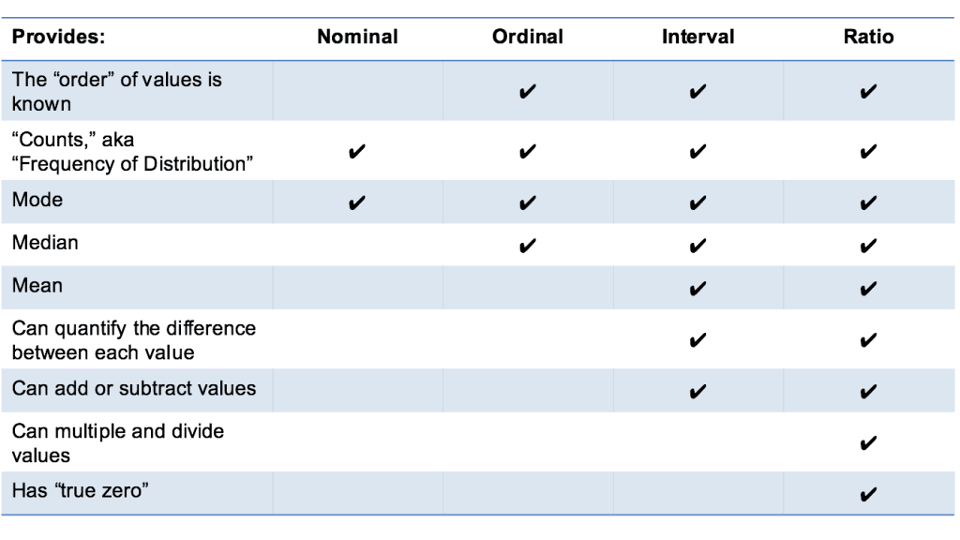 Provides: Nominal Ordinal Interval Ratio
The “order” of values is
known ✔ ✔ ✔
“Counts,” aka
“Frequency of Distribution” ✔ ✔ ✔ ✔
Mode ✔ ✔ ✔ ✔
Median ✔ ✔ ✔
Mean ✔ ✔
Can quantify the difference
between each value ✔ ✔
Can add or subtract values ✔ ✔
Can multiple and divide
values ✔
Has “true zero” ✔